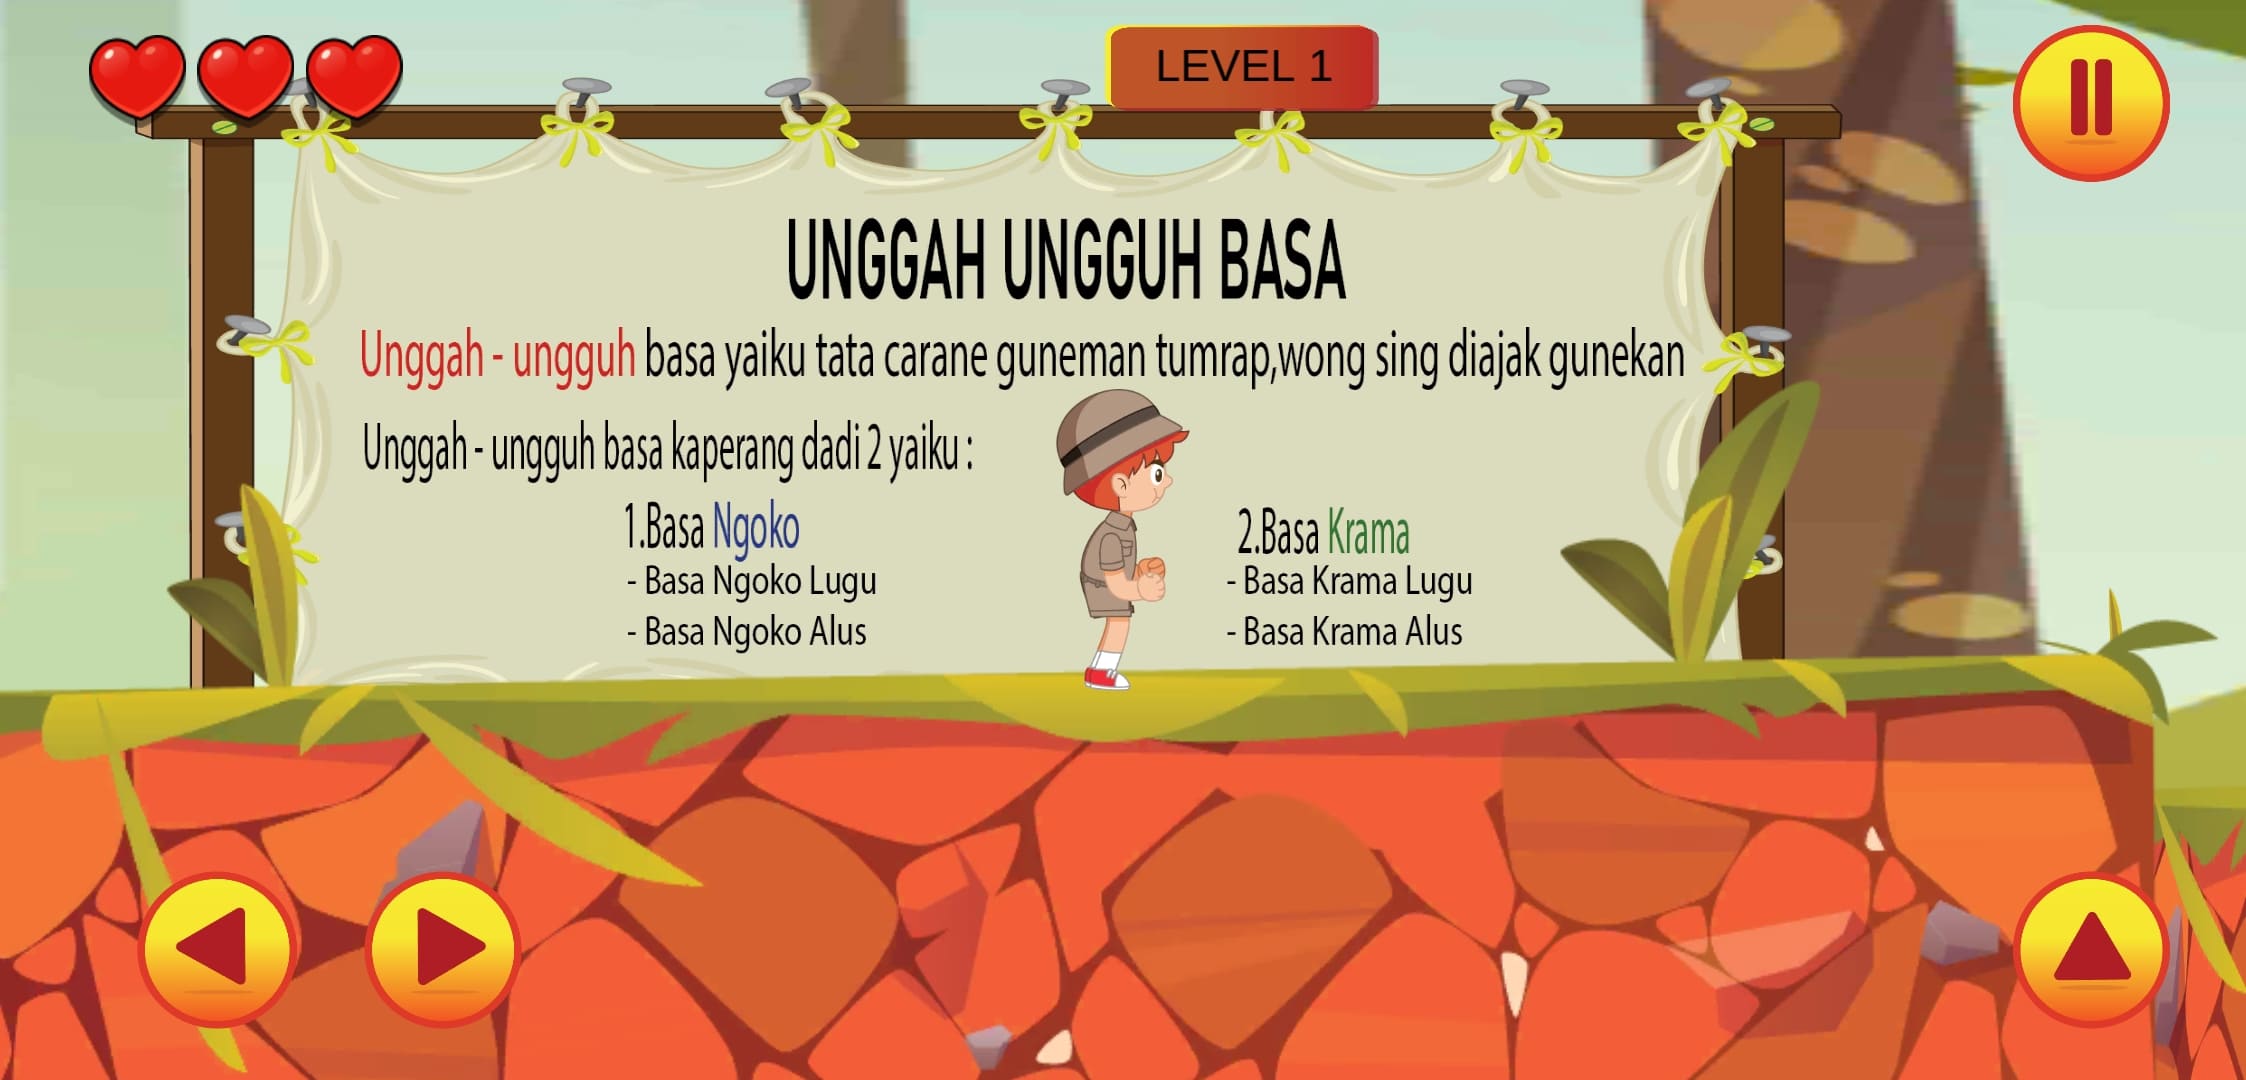 LEVEL 1
UNGGAH UNGGUH BASA
Unggah - ungguh basa yaiku tata carane guneman tumrap,wong sing diajak gunekan
Unggah - ungguh basa kaperang dadi 2 yaiku :
1.Basa Ngoko
- Basa Ngoko Lugu
- Basa Ngoko Alus
2.Basa Krama
- Basa Krama Lugu
- Basa Krama Alus